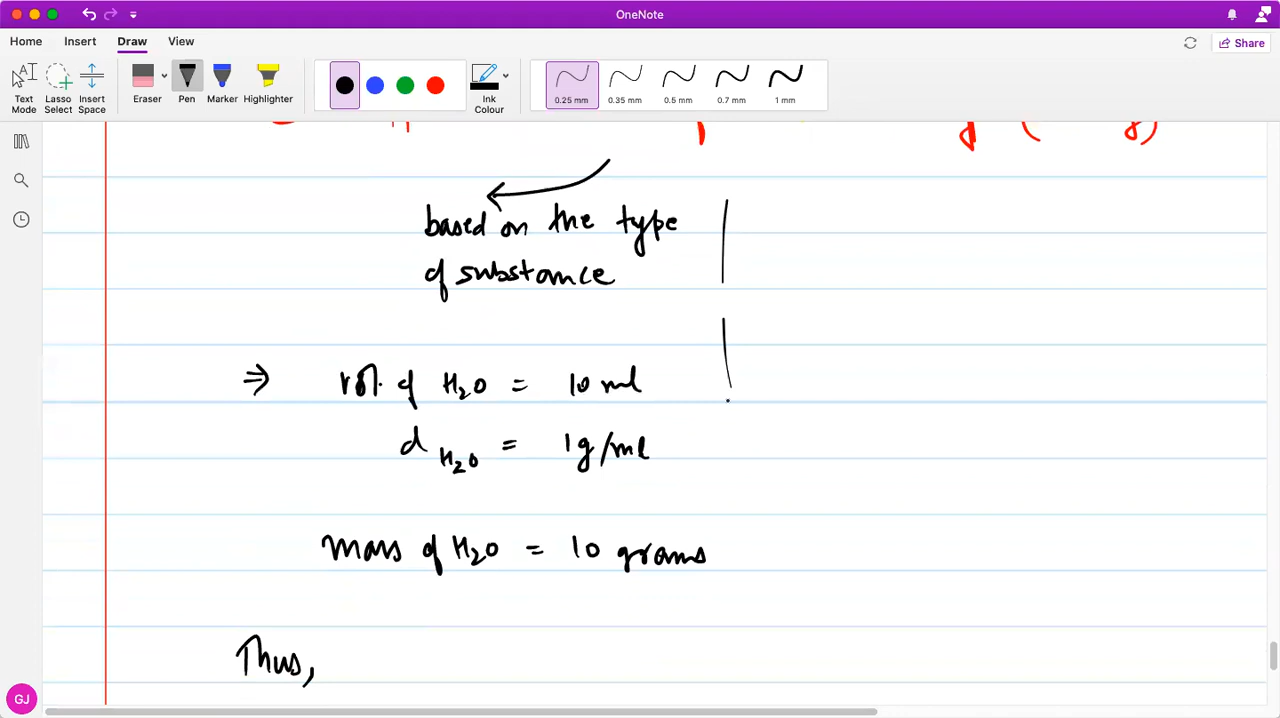 OneNote
Home Insert Draw View
Share
Text Mode
Lasso Select
Insert Space
Eraser
Pen
Marker
Highlighter
Ink Colour
0.25 mm 0.35 mm 0.5 mm 0.7 mm 1 mm
based on the type
of substance
⇒ vol. of H₂O = 10 ml
d H₂O = 1g/ml
mass of H₂O = 10 grams
Thus,
GJ